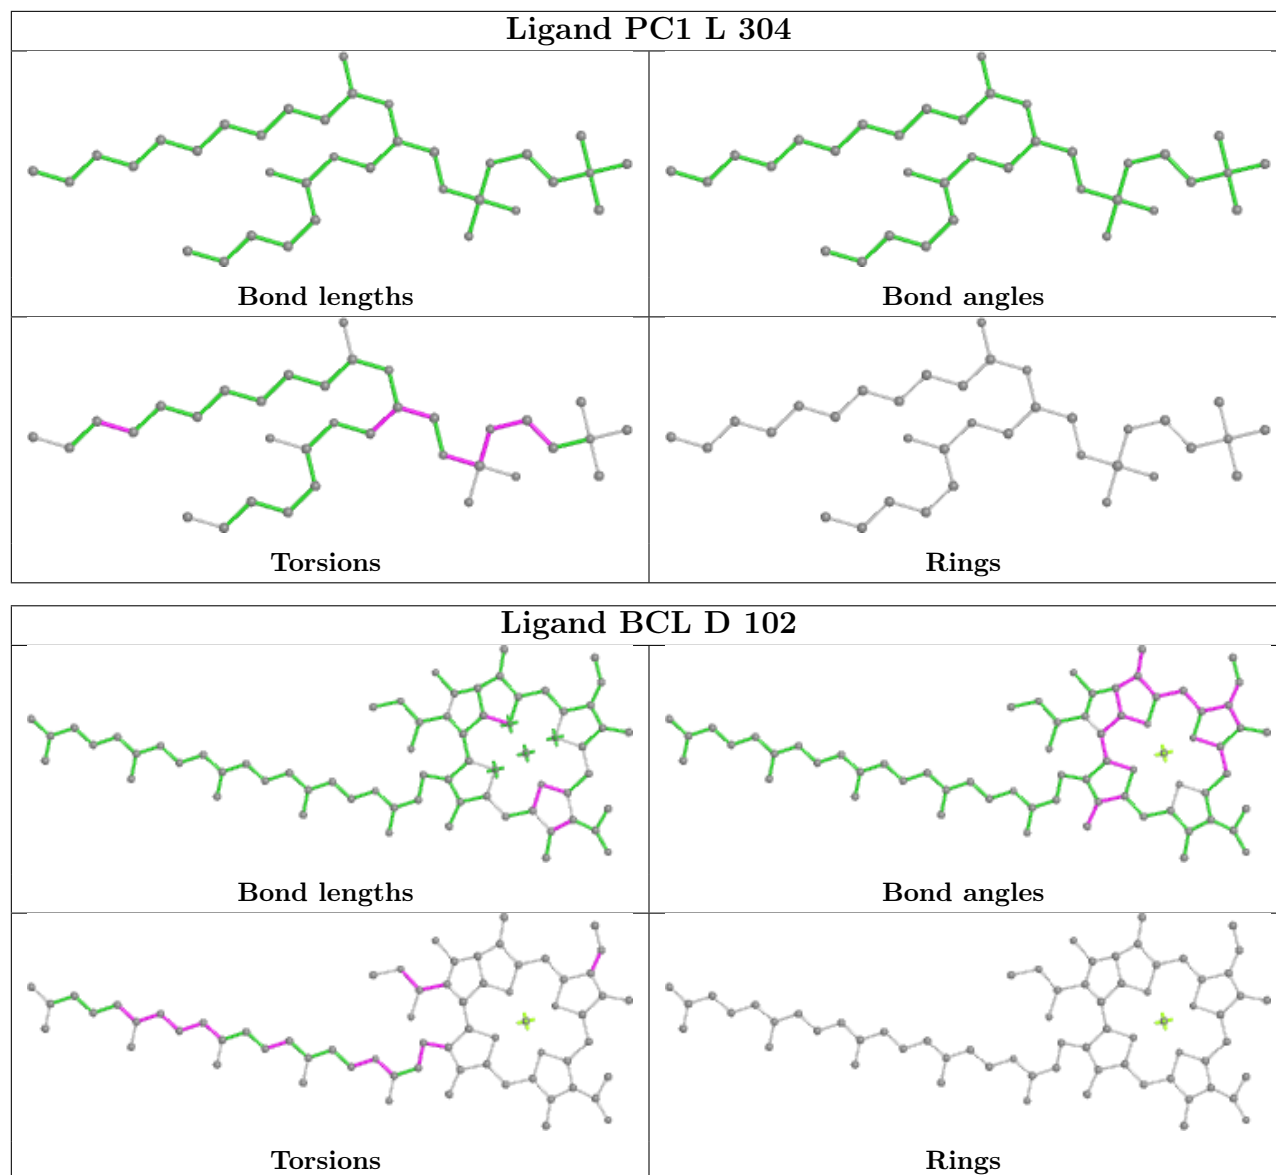 Ligand PC1 L 304
Bond lengths
Bond angles
Torsions
Rings
Ligand BCL D 102
Bond lengths
Bond angles
Torsions
Rings